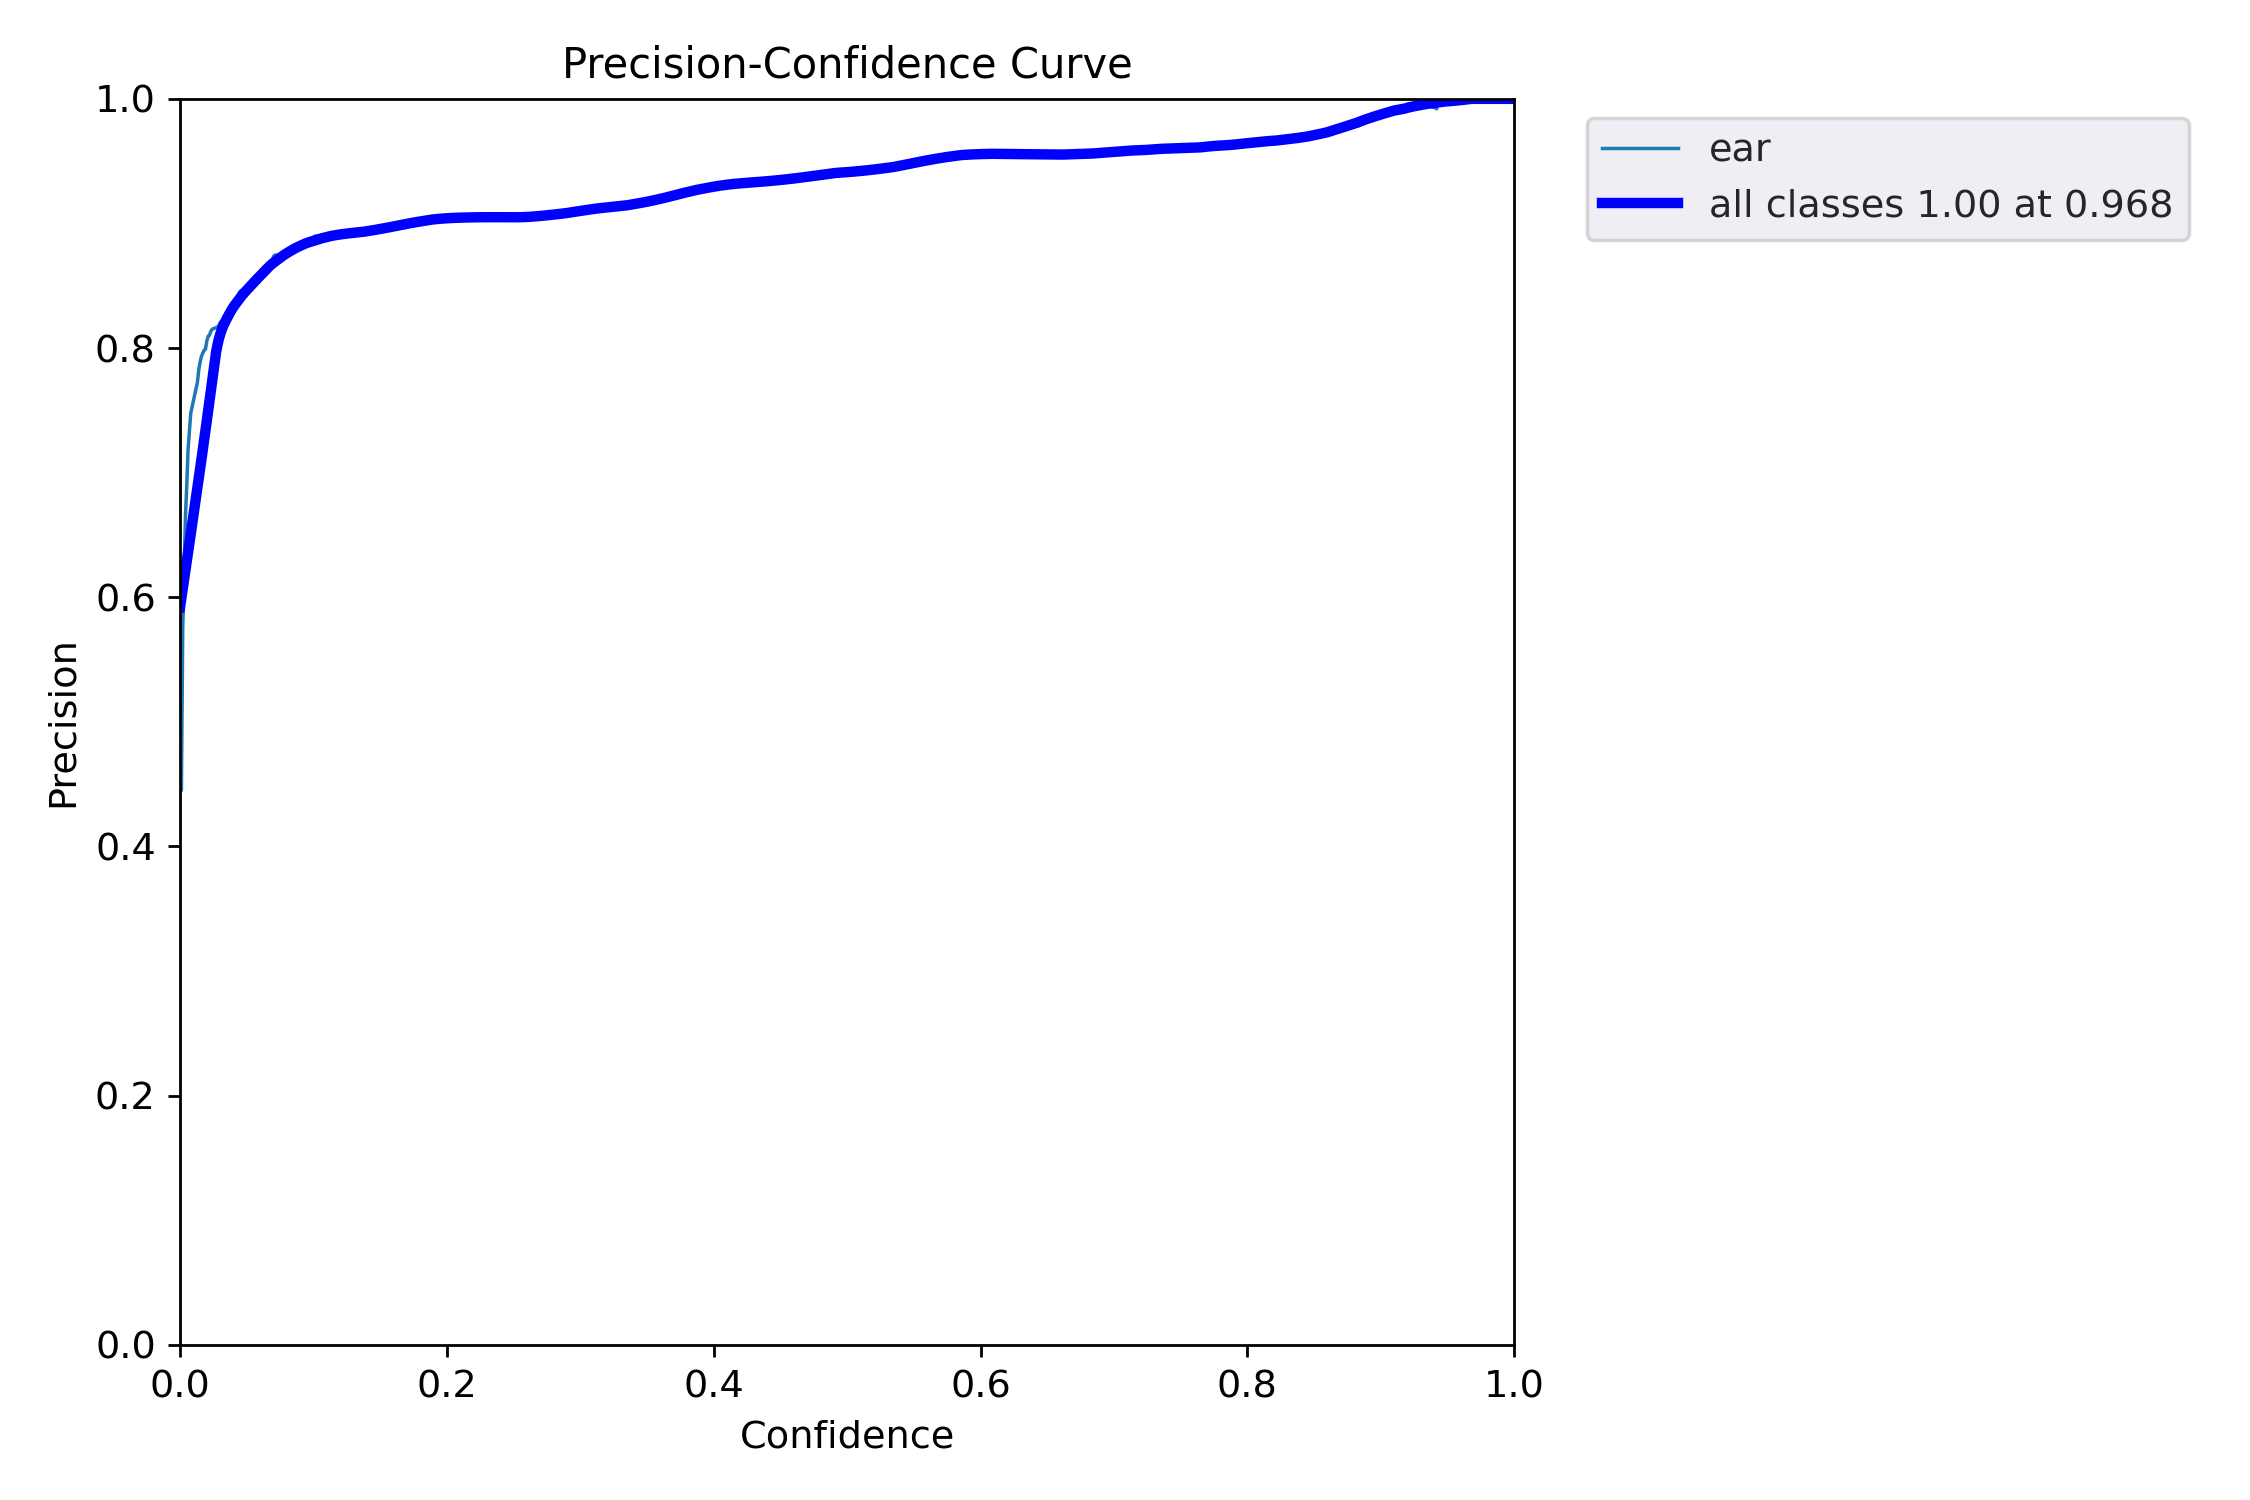 Precision-Confidence Curve
1.0
0.8
0.6
0.4
0.2
0.0
Precision
0.0 0.2 0.4 0.6 0.8 1.0
Confidence
ear
all classes 1.00 at 0.968